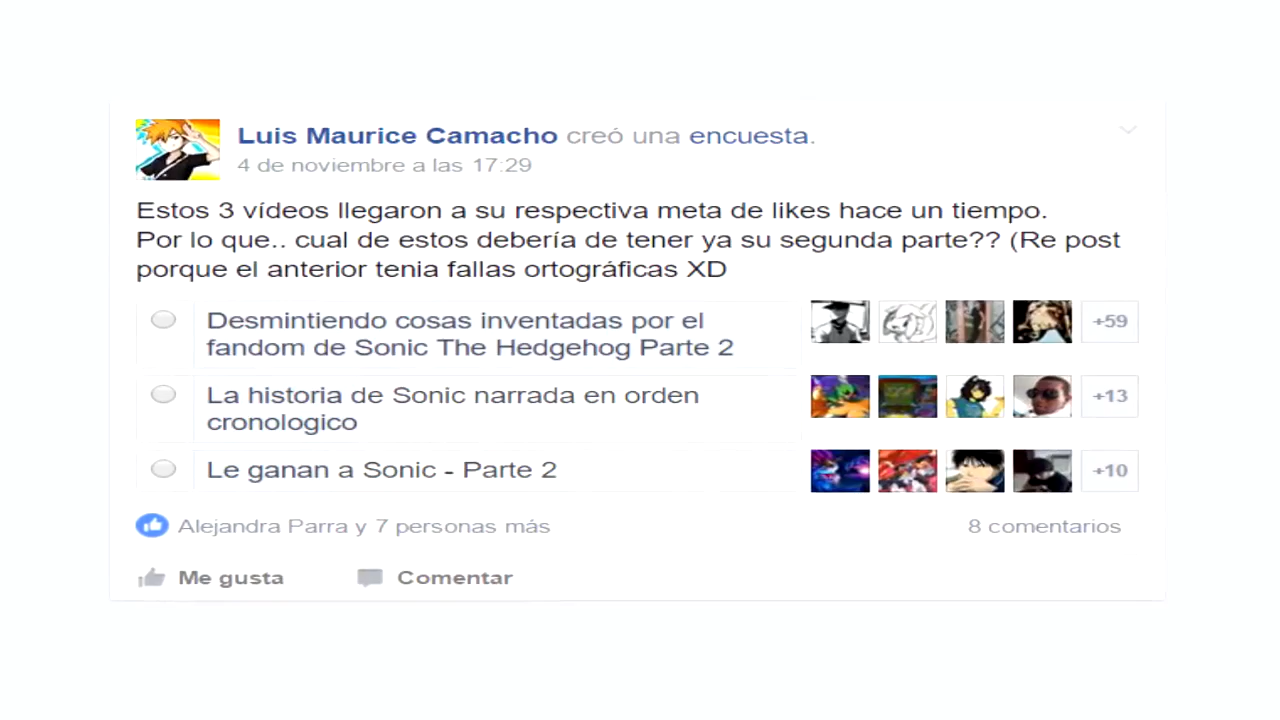 Luis Maurice Camacho creó una encuesta.
4 de noviembre a las 17:29
Estos 3 vídeos llegaron a su respectiva meta de likes hace un tiempo.
Por lo que.. cual de estos debería de tener ya su segunda parte?? (Re post
porque el anterior tenia fallas ortográficas XD
Desmintiendo cosas inventadas por el
fandom de Sonic The Hedgehog Parte 2
+59
La historia de Sonic narrada en orden
cronologico
+13
Le ganan a Sonic - Parte 2
+10
Alejandra Parra y 7 personas más
8 comentarios
Me gusta
Comentar